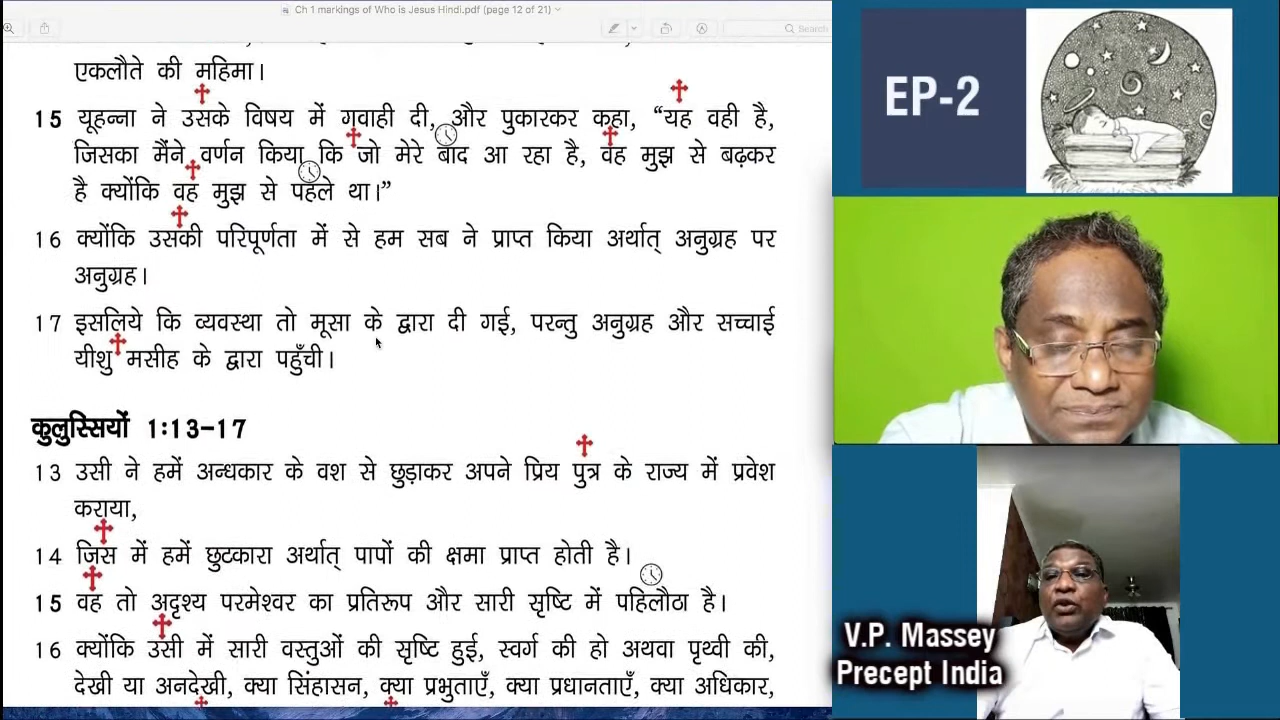 Ch 1 markings of Who is Jesus Hindi.pdf (page 12 of 21)
Search
एकलौते की महिमा।
15 यूहन्ना ने उसके विषय में गवाही दी, और पुकारकर कहा, “यह वही है,
जिसका मैंने वर्णन किया कि जो मेरे बाद आ रहा है, वह मुझ से बढ़कर
है क्योंकि वह मुझ से पहले था।”
16 क्योंकि उसकी परिपूर्णता में से हम सब ने प्राप्त किया अर्थात् अनुग्रह पर
अनुग्रह।
17 इसलिये कि व्यवस्था तो मूसा के द्वारा दी गई, परन्तु अनुग्रह और सच्चाई
यीशु मसीह के द्वारा पहुँची।
कुलुस्सियों 1:13-17
13 उसी ने हमें अन्धकार के वश से छुड़ाकर अपने प्रिय पुत्र के राज्य में प्रवेश
कराया,
14 जिस में हमें छुटकारा अर्थात् पापों की क्षमा प्राप्त होती है।
15 वह तो अदृश्य परमेश्वर का प्रतिरूप और सारी सृष्टि में पहिलौठा है।
16 क्योंकि उसी में सारी वस्तुओं की सृष्टि हुई, स्वर्ग की हो अथवा पृथ्वी की,
देखी या अनदेखी, क्या सिंहासन, क्या प्रभुताएँ, क्या प्रधानताएँ, क्या अधिकार,
EP-2
V.P. Massey
Precept India